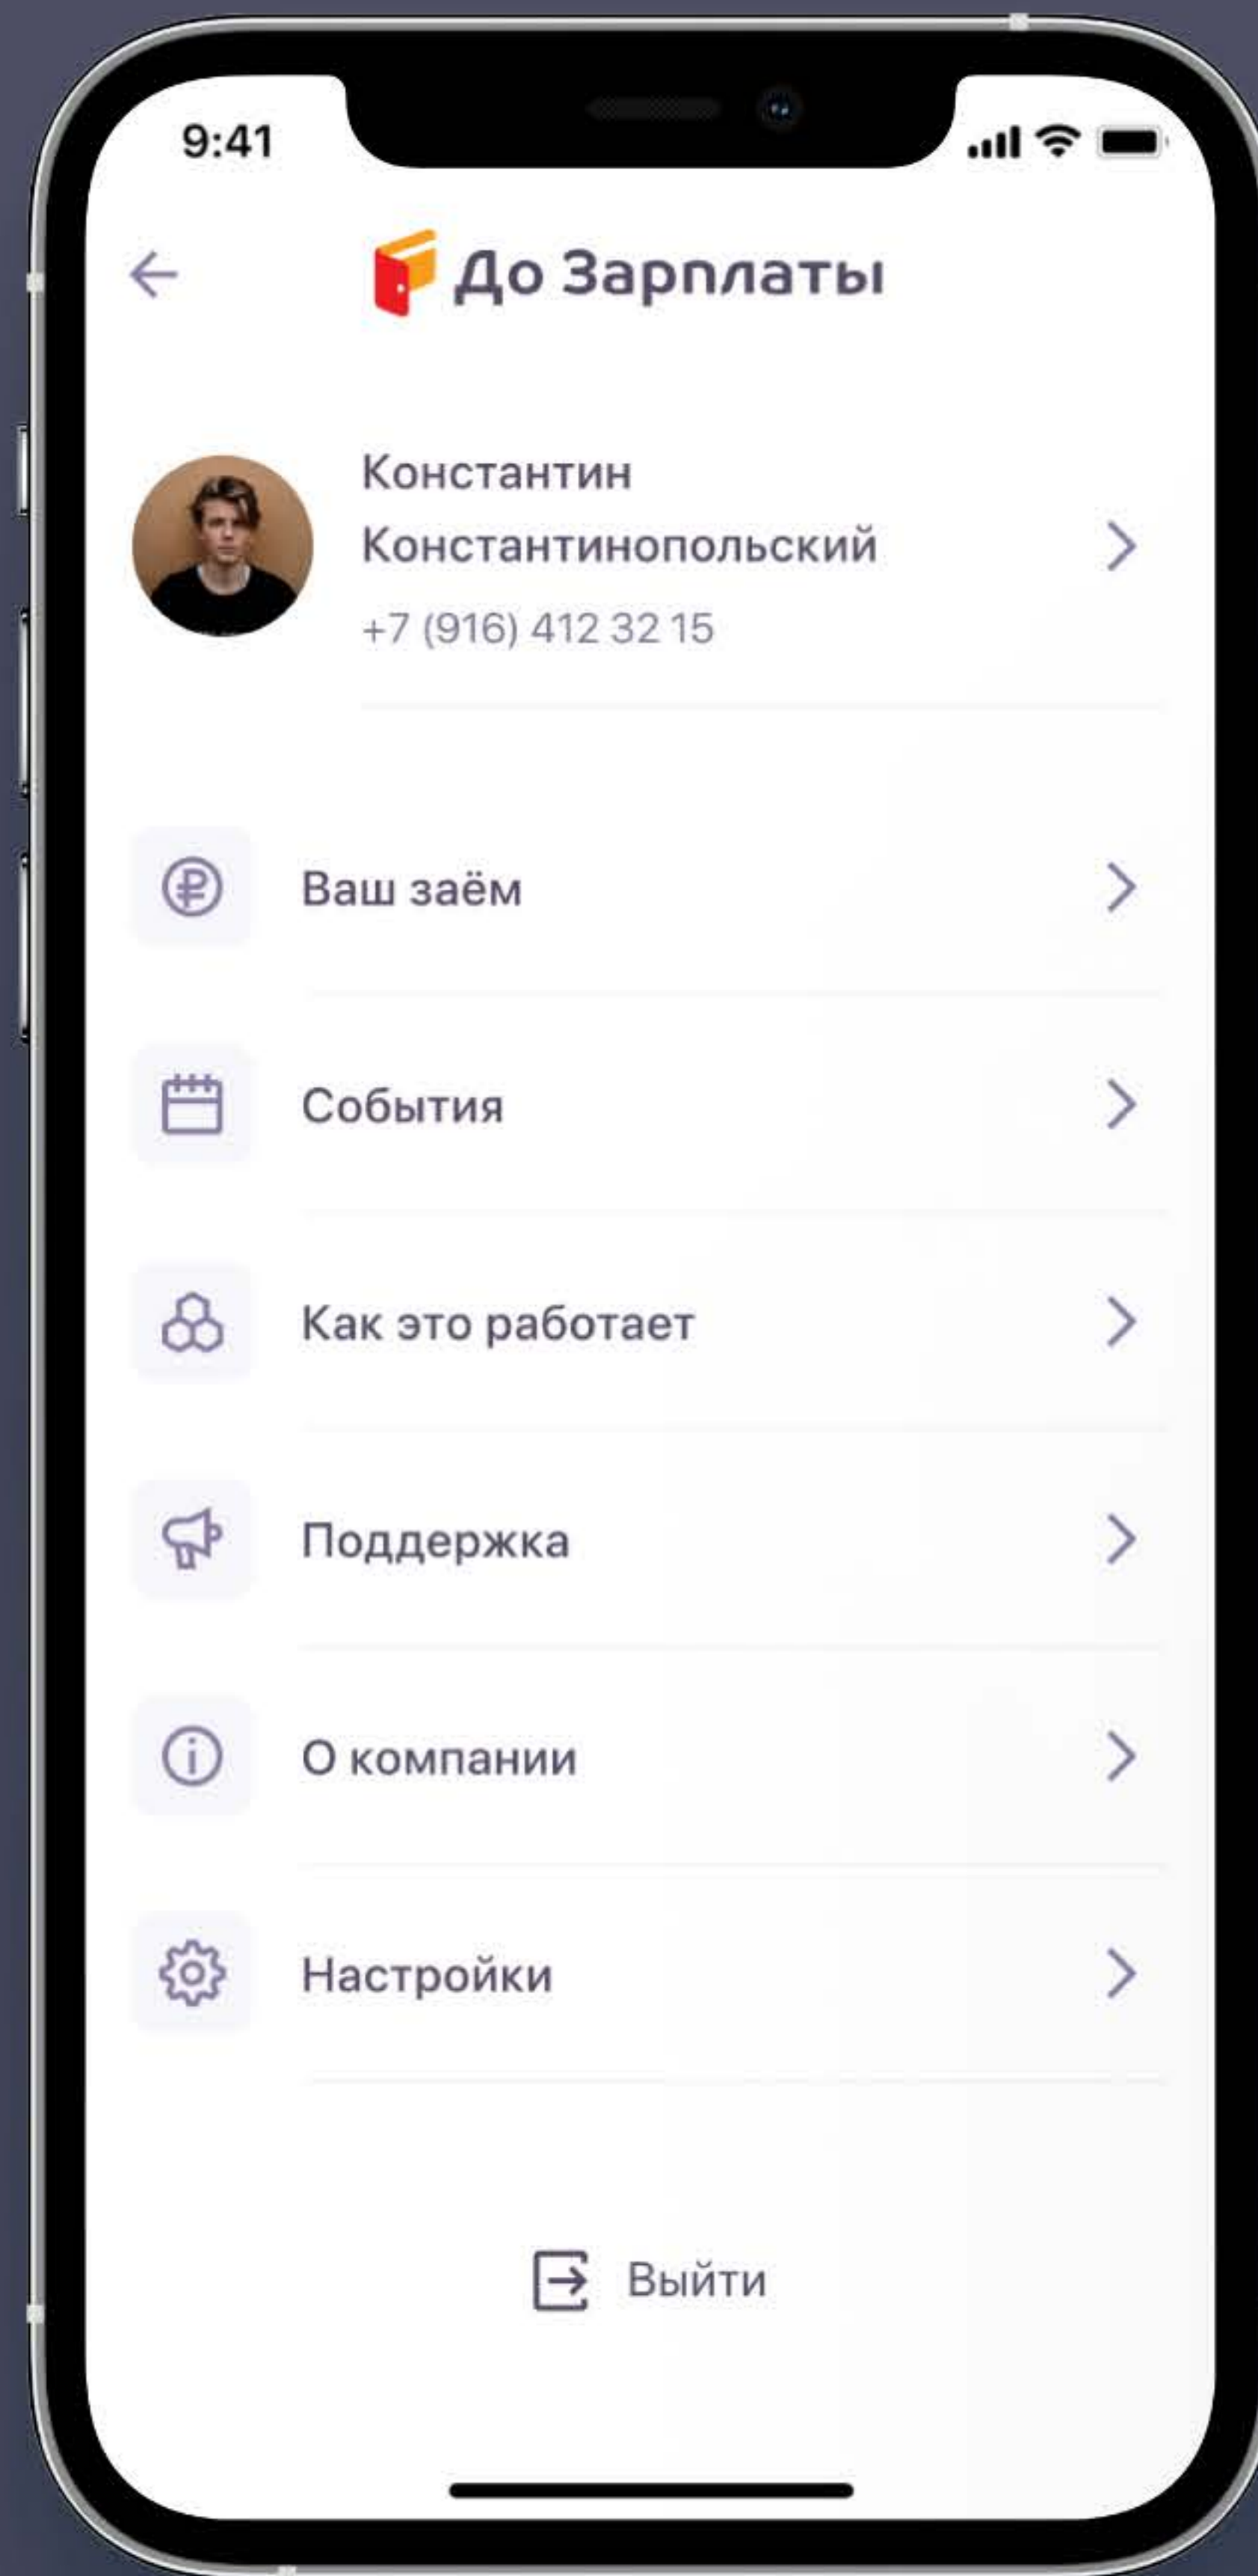 9:41
До Зарплаты
Константин
Константинопольский
+7 (916) 412 32 15
Ваш заём
События
Как это работает
Поддержка
О компании
Настройки
Выйти